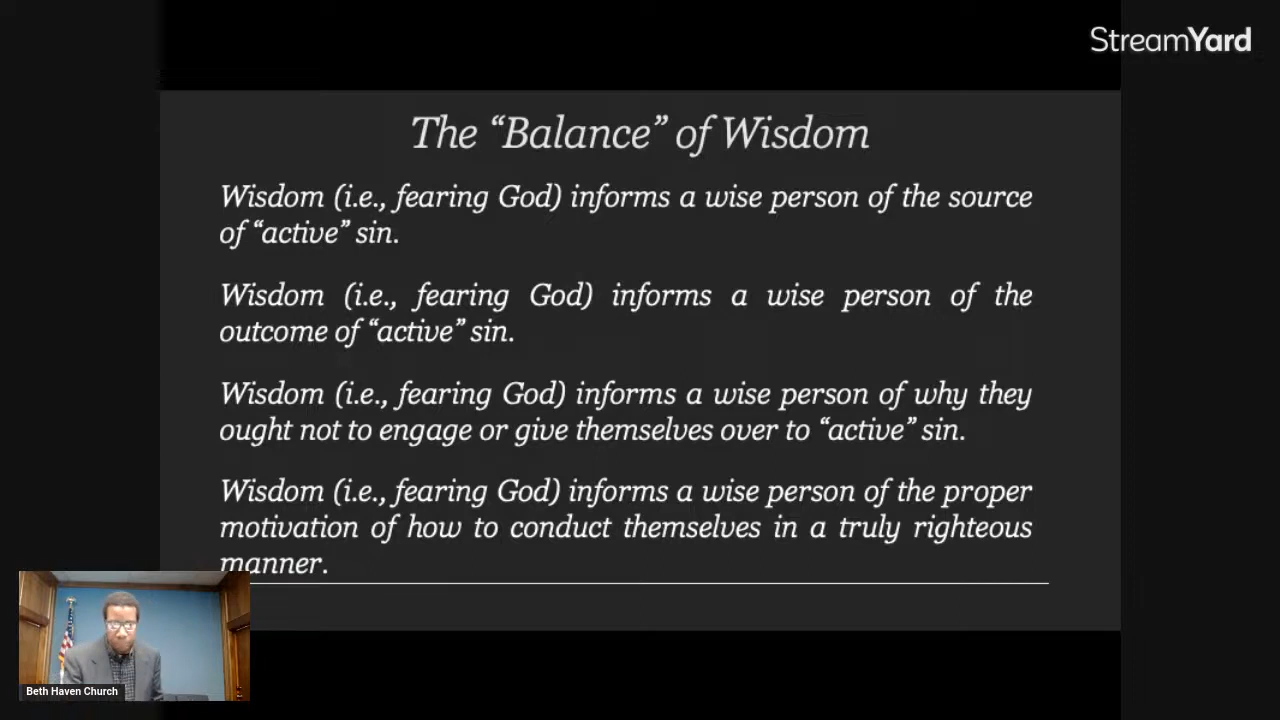 StreamYard
The “Balance” of Wisdom
Wisdom (i.e., fearing God) informs a wise person of the source
of “active” sin.
Wisdom (i.e., fearing God) informs a wise person of the
outcome of “active” sin.
Wisdom (i.e., fearing God) informs a wise person of why they
ought not to engage or give themselves over to “active” sin.
Wisdom (i.e., fearing God) informs a wise person of the proper
motivation of how to conduct themselves in a truly righteous
manner.
Beth Haven Church